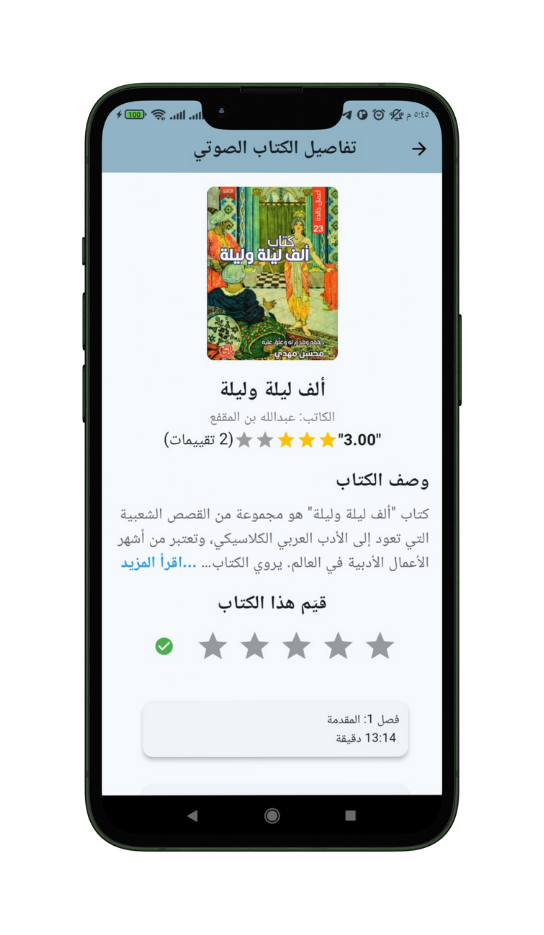 ٥:٤٥ م
100
تفاصيل الكتاب الصوتي
أعمال خالدة
23
كتاب
ألف ليلة وليلة
محسن مهدي
ألف ليلة وليلة
الكاتب: عبدالله بن المقفع
"3.00" (2 تقييمات)
وصف الكتاب
كتاب "ألف ليلة وليلة" هو مجموعة من القصص الشعبية
التي تعود إلى الأدب العربي الكلاسيكي، وتعتبر من أشهر
الأعمال الأدبية في العالم. يروي الكتاب... ...اقرأ المزيد
قيَم هذا الكتاب
فصل 1: المقدمة
13:14 دقيقة